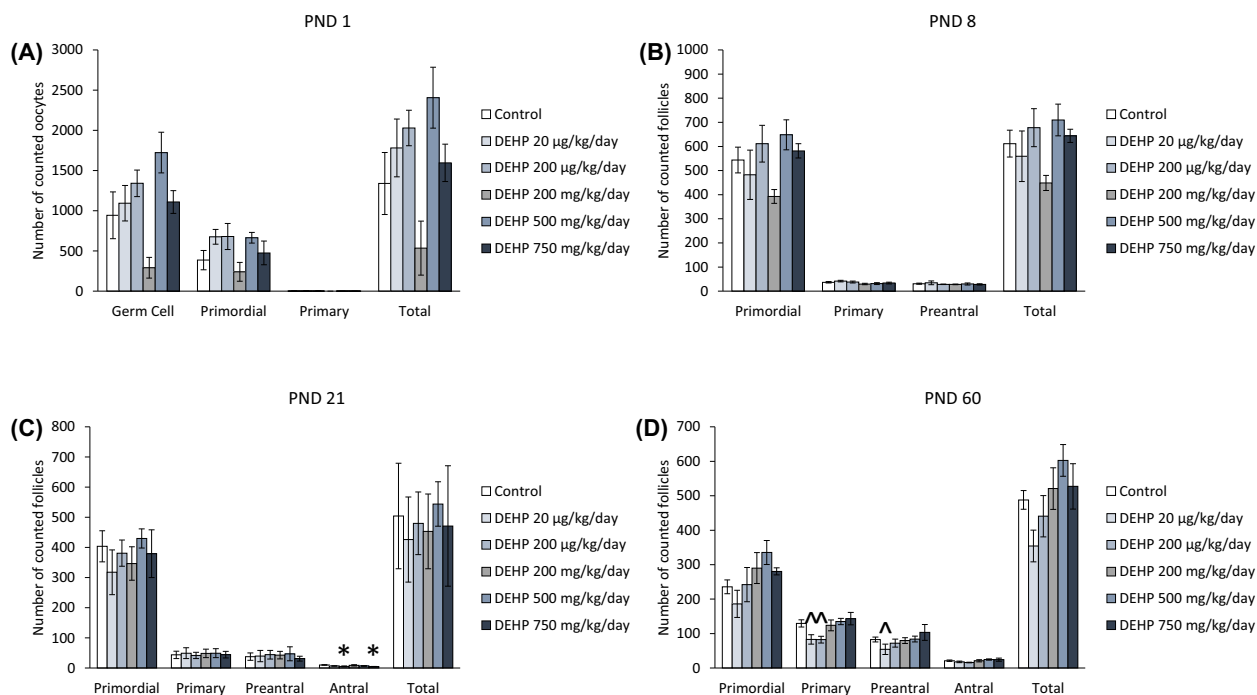 PND 1
(A)
Number of counted oocytes
3000
2500
2000
1500
1000
500
0
Germ Cell Primordial Primary Total
Control
DEHP 20 µg/kg/day
DEHP 200 µg/kg/day
DEHP 200 mg/kg/day
DEHP 500 mg/kg/day
DEHP 750 mg/kg/day
PND 8
(B)
Number of counted follicles
1000
900
800
700
600
500
400
300
200
100
0
Primordial Primary Preantral Total
Control
DEHP 20 µg/kg/day
DEHP 200 µg/kg/day
DEHP 200 mg/kg/day
DEHP 500 mg/kg/day
DEHP 750 mg/kg/day
PND 21
(C)
Number of counted follicles
800
700
600
500
400
300
200
100
0
* *
Primordial Primary Preantral Antral Total
Control
DEHP 20 µg/kg/day
DEHP 200 µg/kg/day
DEHP 200 mg/kg/day
DEHP 500 mg/kg/day
DEHP 750 mg/kg/day
PND 60
(D)
Number of counted follicles
700
600
500
400
300
200
100
0
^^ ^
Primordial Primary Preantral Antral Total
Control
DEHP 20 µg/kg/day
DEHP 200 µg/kg/day
DEHP 200 mg/kg/day
DEHP 500 mg/kg/day
DEHP 750 mg/kg/day